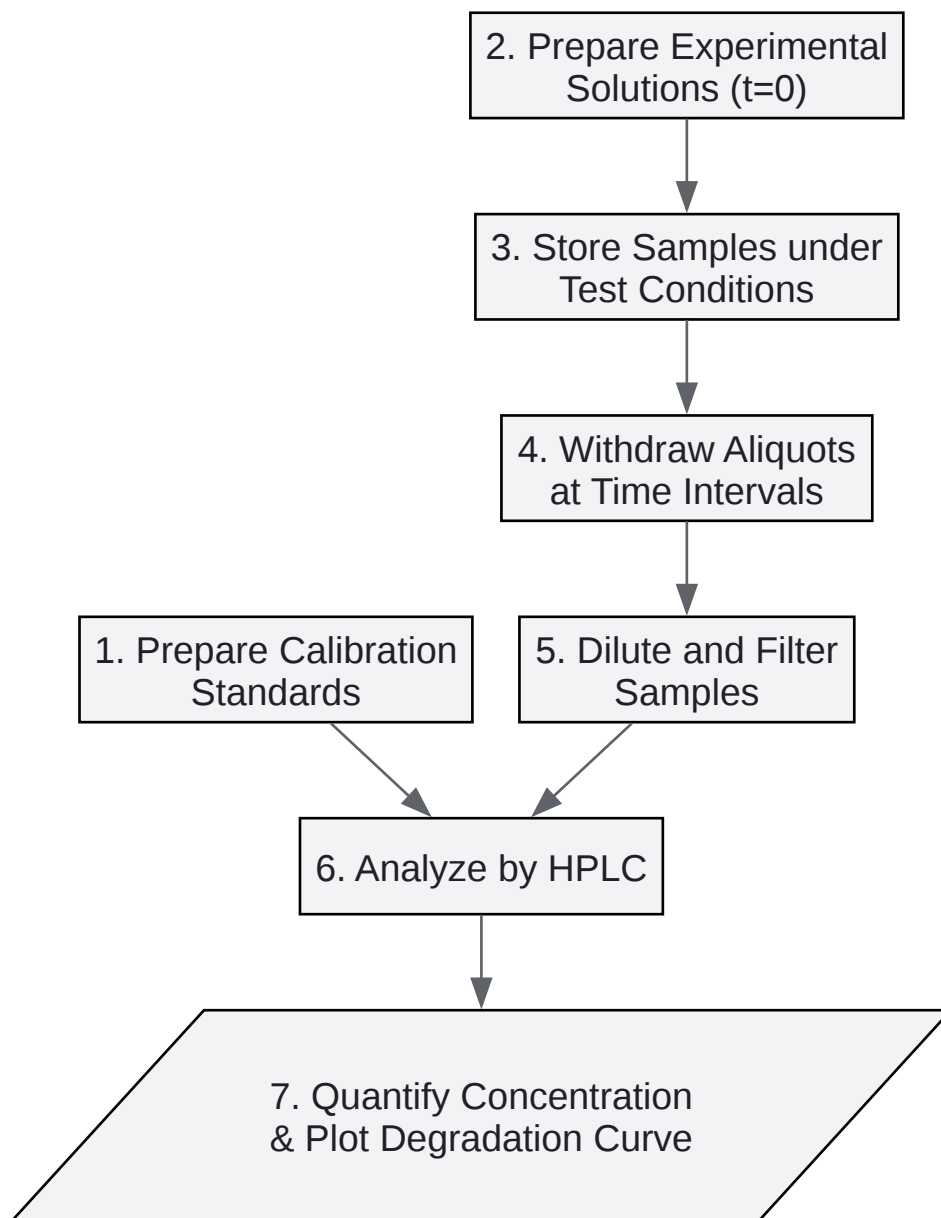 2. Prepare Experimental
Solutions (t=0)
3. Store Samples under
Test Conditions
4. Withdraw Aliquots
at Time Intervals
1. Prepare Calibration
Standards
5. Dilute and Filter
Samples
6. Analyze by HPLC
7. Quantify Concentration
& Plot Degradation Curve